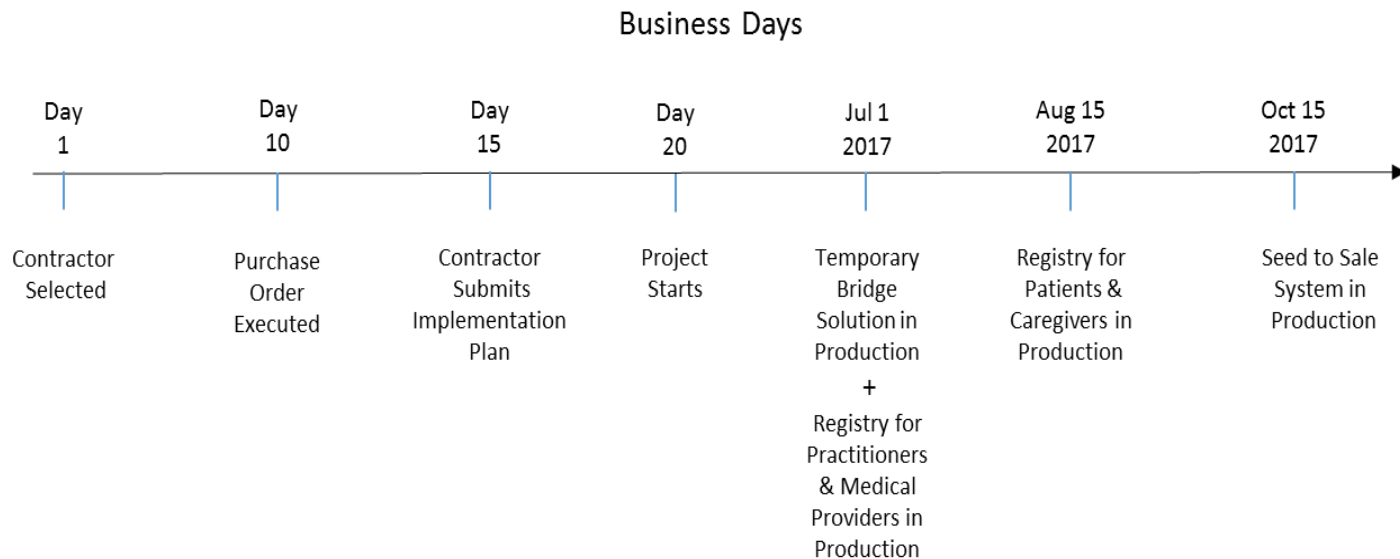 Business Days
Day
1
Day
10
Day
15
Day
20
Jul 1
2017
Aug 15
2017
Oct 15
2017
Contractor
Selected
Purchase
Order
Executed
Contractor
Submits
Implementation
Plan
Project
Starts
Temporary
Bridge
Solution in
Production
+
Registry for
Practitioners
& Medical
Providers in
Production
Registry for
Patients &
Caregivers in
Production
Seed to Sale
System in
Production